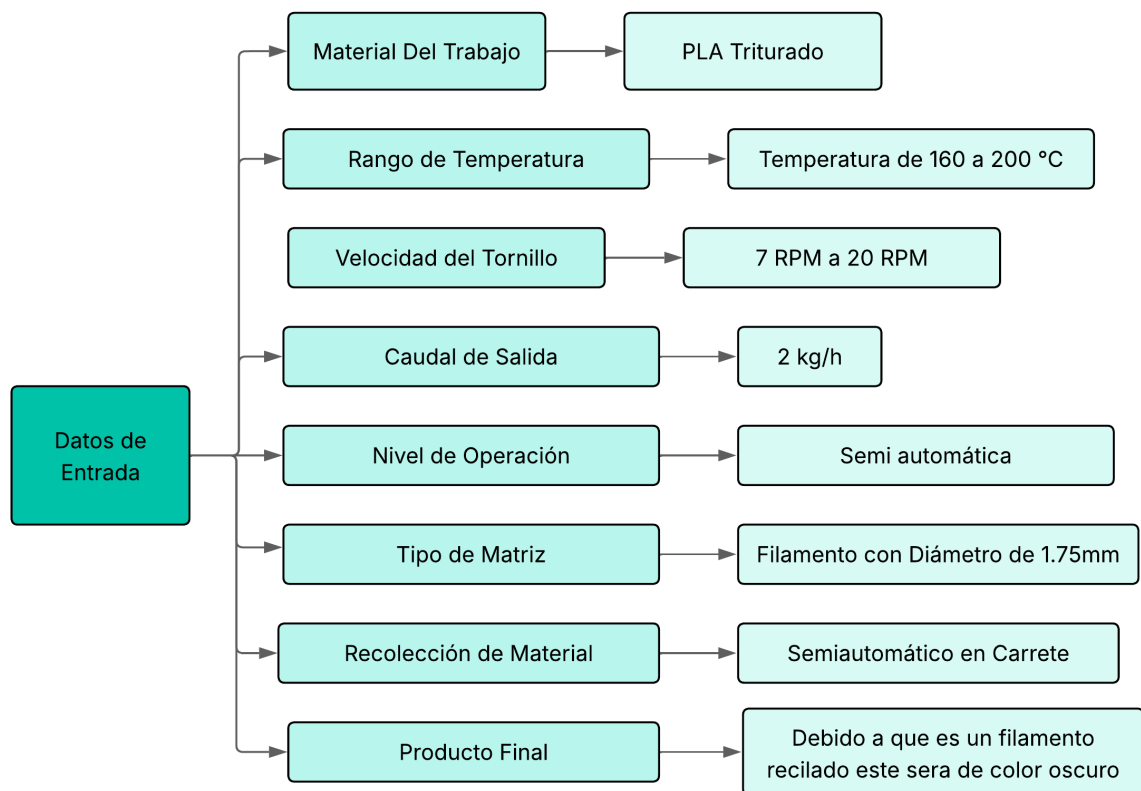 Material Del Trabajo
PLA Triturado
Rango de Temperatura
Temperatura de 160 a 200 °C
Velocidad del Tornillo
7 RPM a 20 RPM
Caudal de Salida
2 kg/h
Datos de
Entrada
Nivel de Operación
Semi automática
Tipo de Matriz
Filamento con Diámetro de 1.75mm
Recolección de Material
Semiautomático en Carrete
Producto Final
Debido a que es un filamento
recilado este sera de color oscuro